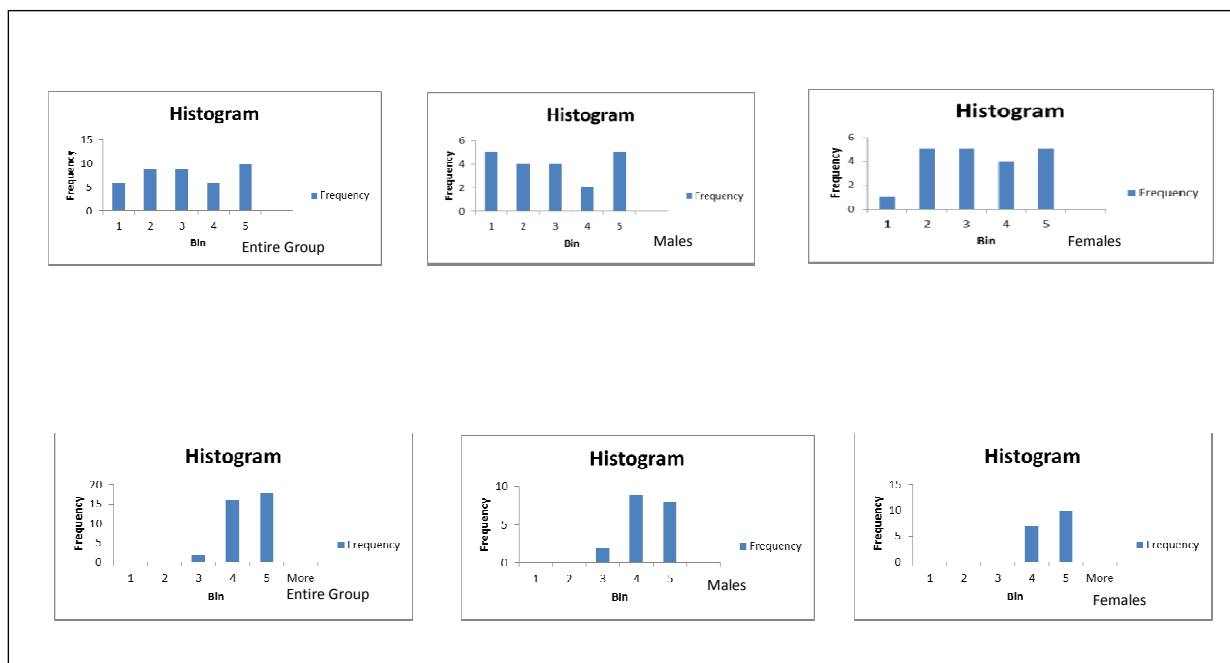 Histogram
15
10
5
0
Frequency
1 2 3 4 5
Bin
Entire Group
Frequency
Histogram
6
4
2
0
Frequency
1 2 3 4 5
Bin
Males
Frequency
Histogram
6
4
2
0
Frequency
1 2 3 4 5
Bin
Females
Frequency
Histogram
20
15
10
5
0
Frequency
1 2 3 4 5 More
Bin
Entire Group
Frequency
Histogram
10
5
0
Frequency
1 2 3 4 5
Bin
Males
Frequency
Histogram
15
10
5
0
Frequency
1 2 3 4 5 More
Bin
Females
Frequency